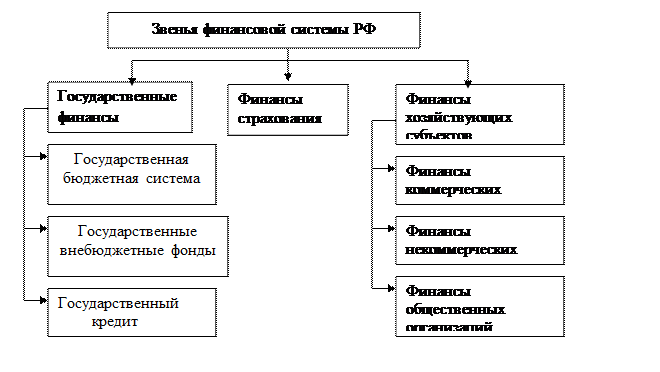 Звенья финансовой системы РФ
Государственные
финансы
Финансы
страхования
Финансы
хозяйствующих
субъектов
Государственная
бюджетная система
Государственные
внебюджетные фонды
Государственный
кредит
Финансы
коммерческих
Финансы
некоммерческих
Финансы
общественных
организаций